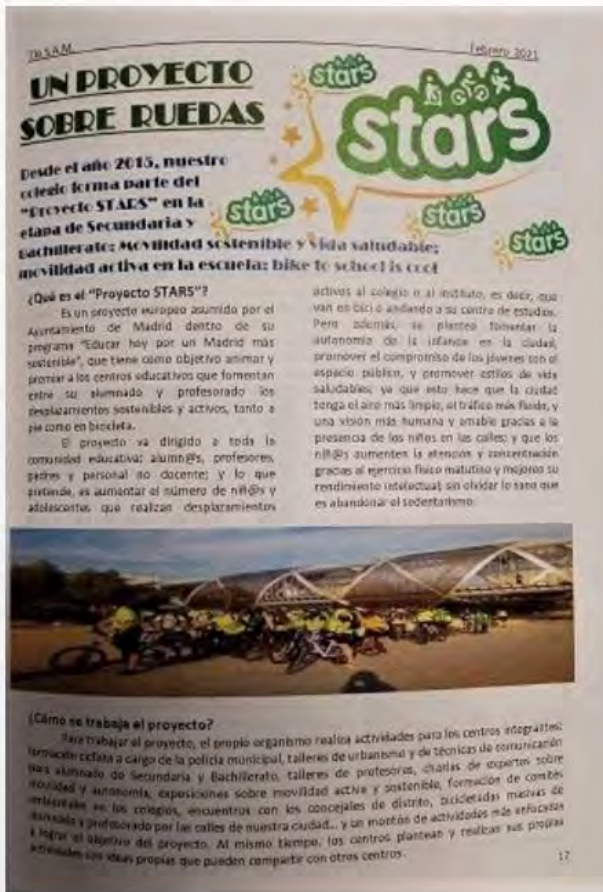 Febrero 2021
UN PROYECTO
SOBRE RUEDAS
stars
stars
stars
stars
stars
Desde el año 2015, nuestro
colegio forma parte del
"Proyecto STARS" en la
etapa de Secundaria y
Bachillerato: Movilidad sostenible y vida saludable;
movilidad activa en la escuela: bike to school is cool
¿Qué es el "Proyecto STARS"?
Es un proyecto europeo asumido por el
Ayuntamiento de Madrid dentro de su
programa "Educar hoy por un Madrid más
sostenible", que tiene como objetivo animar y
premiar a los centros educativos que fomentan
entre su alumnado y profesorado los
desplazamientos sostenibles y activos, tanto a
pie como en bicicleta.
El proyecto va dirigido a toda la
comunidad educativa: alumn@s, profesores,
padres y personal no docente; y lo que
pretende, es aumentar el número de niñ@s y
adolescentes que realizan desplazamientos
activos al colegio o al instituto, es decir, que
van en bici o andando a su centro de estudios.
Pero además, se plantea fomentar la
autonomía de la infancia en la ciudad,
promover el compromiso de los jóvenes con el
espacio público, y promover estilos de vida
saludables; ya que esto hace que la ciudad
tenga el aire más limpio, el tráfico más fluido, y
una visión más humana y amable gracias a la
presencia de los niños en las calles; y que los
niñ@s aumenten la atención y concentración
gracias al ejercicio físico matutino y mejoren su
rendimiento intelectual; sin olvidar lo sano que
es abandonar el sedentarismo.
¿Cómo se trabaja el proyecto?
Para trabajar el proyecto, el propio organismo realiza actividades para los centros integrantes:
formación ciclista a cargo de la policía municipal, talleres de urbanismo y de técnicas de comunicación
para alumnado de Secundaria y Bachillerato, talleres de profesores, charlas de expertos sobre
movilidad y autonomía, exposiciones sobre movilidad activa y sostenible, formación de comités
ambientales en los colegios, encuentros con los concejales de distrito, bicicletadas masivas de
alumnado y profesorado por las calles de nuestra ciudad... y un montón de actividades más enfocadas
a lograr el objetivo del proyecto. Al mismo tiempo, los centros plantean y realizan sus propias
actividades con ideas propias que pueden compartir con otros centros.
17